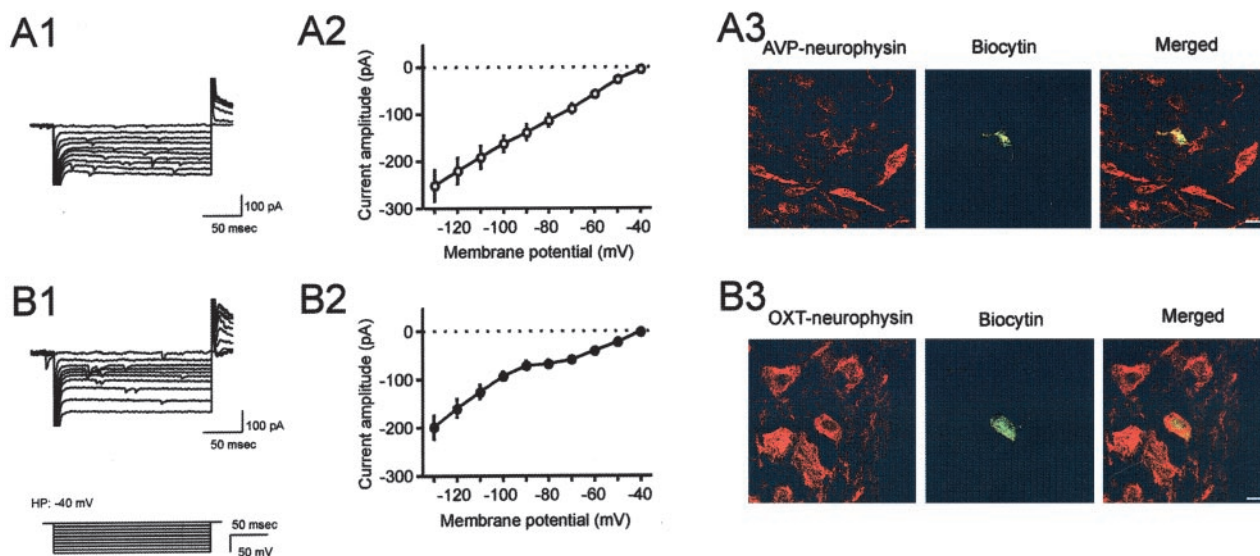 A1
100 pA
50 msec
A2
Current amplitude (pA)
0
-100
-200
-300
-120 -100 -80 -60 -40
Membrane potential (mV)
A3
AVP-neurophysin Biocytin Merged
B1
100 pA
50 msec
HP: -40 mV
50 msec
50 mV
B2
Current amplitude (pA)
0
-100
-200
-300
-120 -100 -80 -60 -40
Membrane potential (mV)
B3
OXT-neurophysin Biocytin Merged